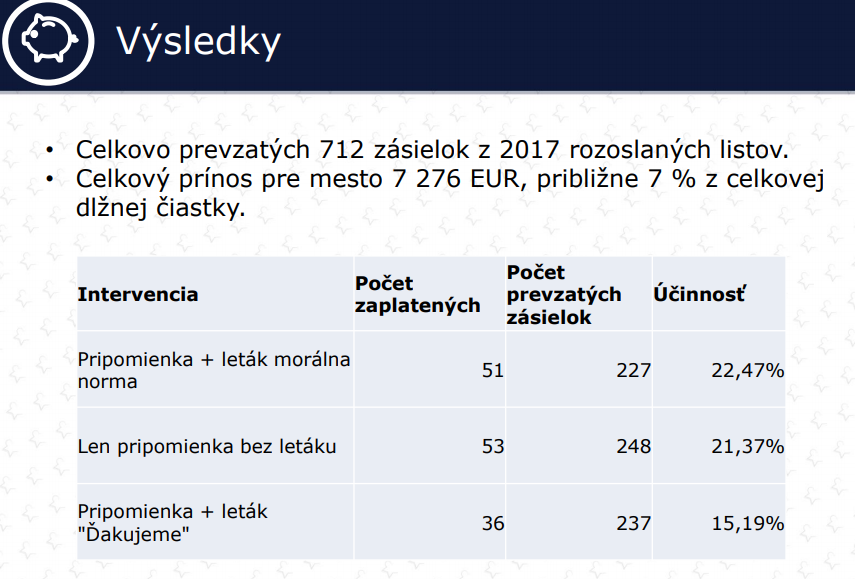 Výsledky
• Celkovo prevzatých 712 zásielok z 2017 rozoslaných listov.
• Celkový prínos pre mesto 7 276 EUR, približne 7 % z celkovej
dlžnej čiastky.
Intervencia
Počet
zaplatených
Počet
prevzatých
zásielok
Účinnosť
Pripomienka + leták morálna
norma
51
227
22,47%
Len pripomienka bez letáku
53
248
21,37%
Pripomienka + leták
"Ďakujeme"
36
237
15,19%